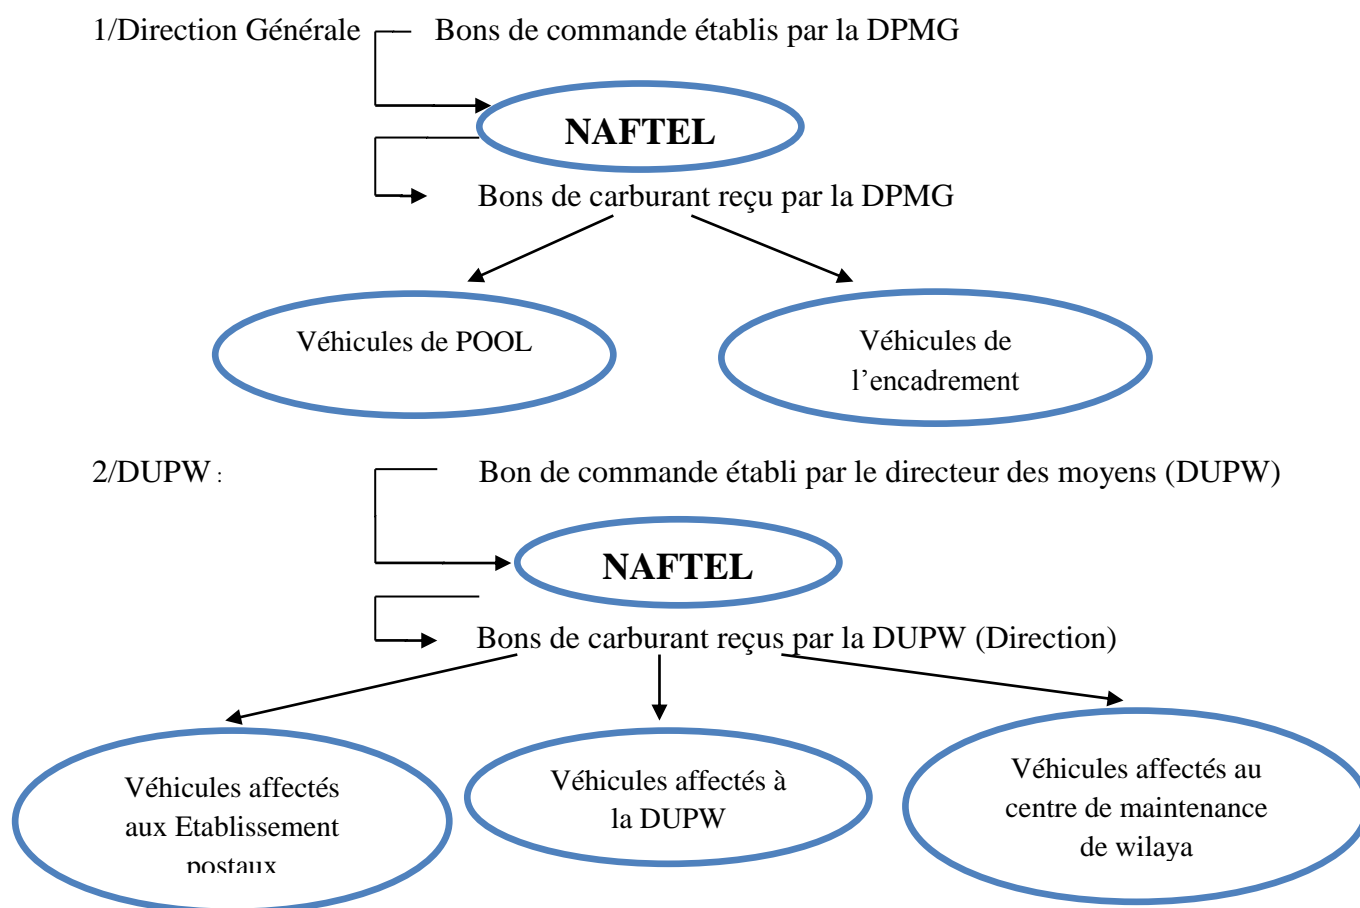 1/Direction Générale Bons de commande établis par la DPMG
NAFTEL
Bons de carburant reçu par la DPMG
Véhicules de POOL
Véhicules de
l’encadrement
2/DUPW : Bon de commande établi par le directeur des moyens (DUPW)
NAFTEL
Bons de carburant reçus par la DUPW (Direction)
Véhicules affectés
aux Etablissement
postaux
Véhicules affectés à
la DUPW
Véhicules affectés au
centre de maintenance
de wilaya